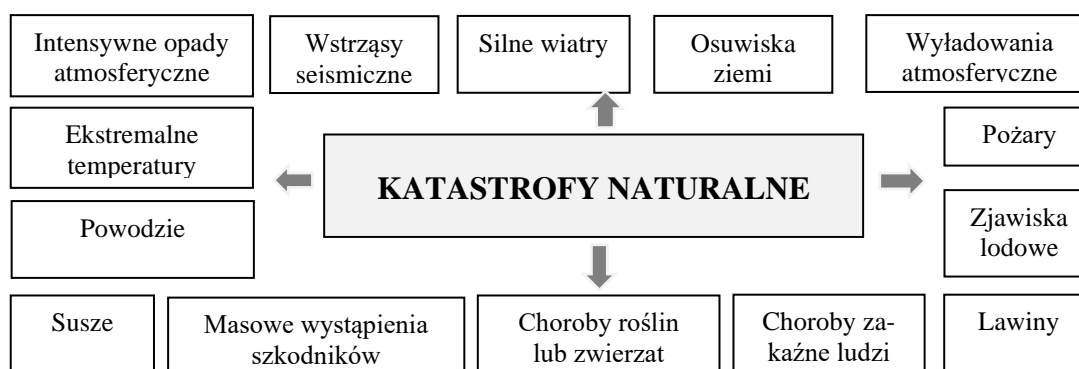 Intensywne opady
atmosferyczne
Wstrząsy
seismiczne
Silne wiatry
Osuwiska
ziemi
Wyładowania
atmosferyczne
Ekstremalne
temperatury
KATASTROFY NATURALNE
Pożary
Powodzie
Zjawiska
lodowe
Susze
Masowe wystąpienia
szkodników
Choroby roślin
lub zwierzat
Choroby za-
kaźne ludzi
Lawiny